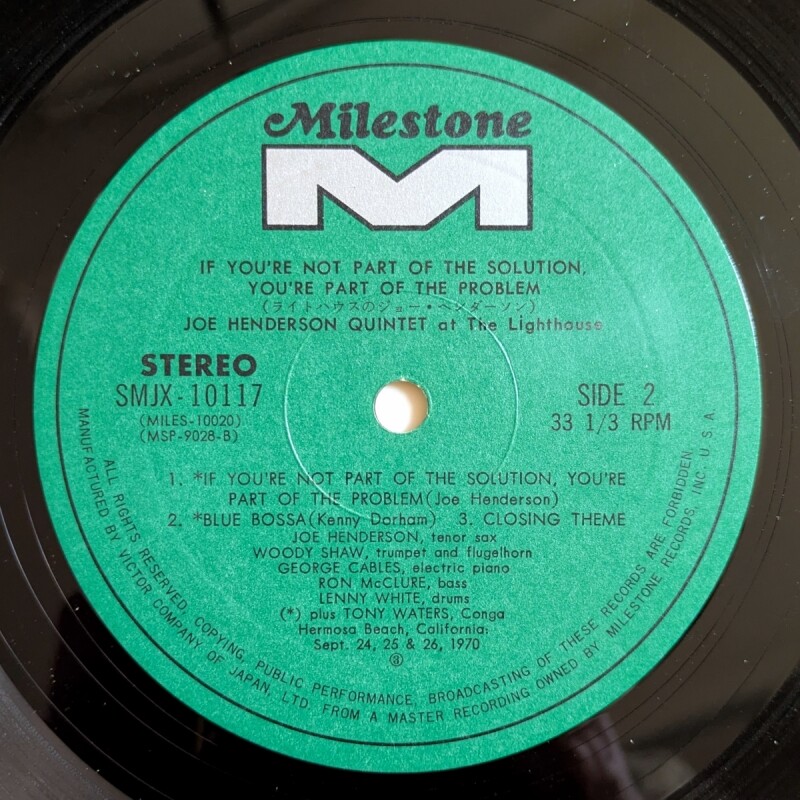 Milestone
M
IF YOU'RE NOT PART OF THE SOLUTION,
YOU'RE PART OF THE PROBLEM
(ライトハウスのジョー・ヘンダーソン)
JOE HENDERSON QUINTET at The Lighthouse
STEREO
SMJX-10117
(MILES-10020)
(MSP-9028-B)
SIDE 2
33 1/3 RPM
1. *IF YOU'RE NOT PART OF THE SOLUTION, YOU'RE
PART OF THE PROBLEM(Joe Henderson)
2. *BLUE BOSSA(Kenny Dorham) 3. CLOSING THEME
JOE HENDERSON, tenor sax
WOODY SHAW, trumpet and flugelhorn
GEORGE CABLES, electric piano
RON McCLURE, bass
LENNY WHITE, drums
(*) plus TONY WATERS, Conga
Hermosa Beach, California:
Sept. 24, 25 & 26, 1970
ALL RIGHTS RESERVED. COPYING, PUBLIC PERFORMANCE, BROADCASTING OF THESE RECORDS ARE FORBIDDEN.
MANUFACTURED BY VICTOR COMPANY OF JAPAN, LTD. FROM A MASTER RECORDING OWNED BY MILESTONE RECORDS, INC. U.S.A.